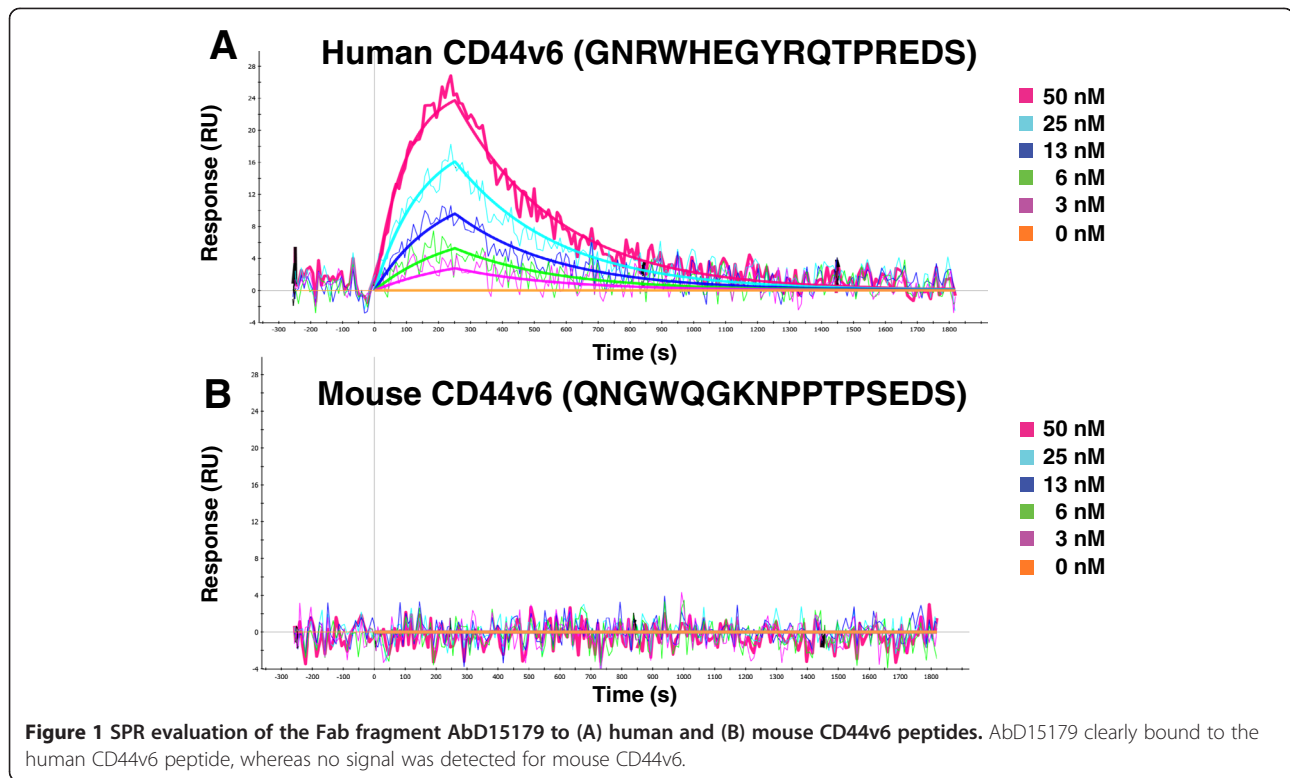 A
Human CD44v6 (GNRWHEGYRQTPREDS)
Response (RU)
28
24
20
16
12
8
4
0
-4
-300 -200 -100 0 100 200 300 400 500 600 700 800 900 1000 1100 1200 1300 1400 1500 1600 1700 1800
Time (s)
50 nM
25 nM
13 nM
6 nM
3 nM
0 nM
B
Mouse CD44v6 (QNGWQGKNPPTPSEDS)
Response (RU)
28
24
20
16
12
8
4
0
-4
-300 -200 -100 0 100 200 300 400 500 600 700 800 900 1000 1100 1200 1300 1400 1500 1600 1700 1800
Time (s)
50 nM
25 nM
13 nM
6 nM
3 nM
0 nM
Figure 1 SPR evaluation of the Fab fragment AbD15179 to (A) human and (B) mouse CD44v6 peptides. AbD15179 clearly bound to the
human CD44v6 peptide, whereas no signal was detected for mouse CD44v6.